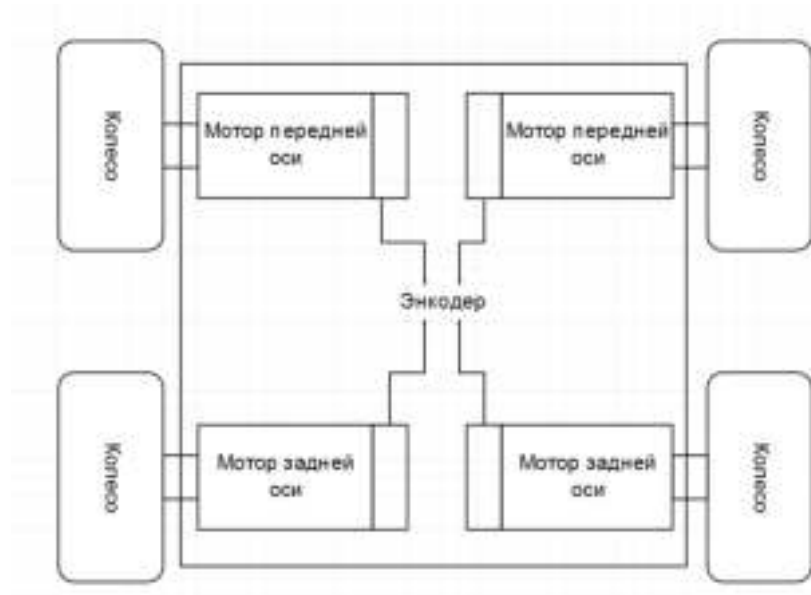 Колесо
Мотор передней
оси
Мотор передней
оси
Колесо
Энкодер
Колесо
Мотор задней
оси
Мотор задней
оси
Колесо